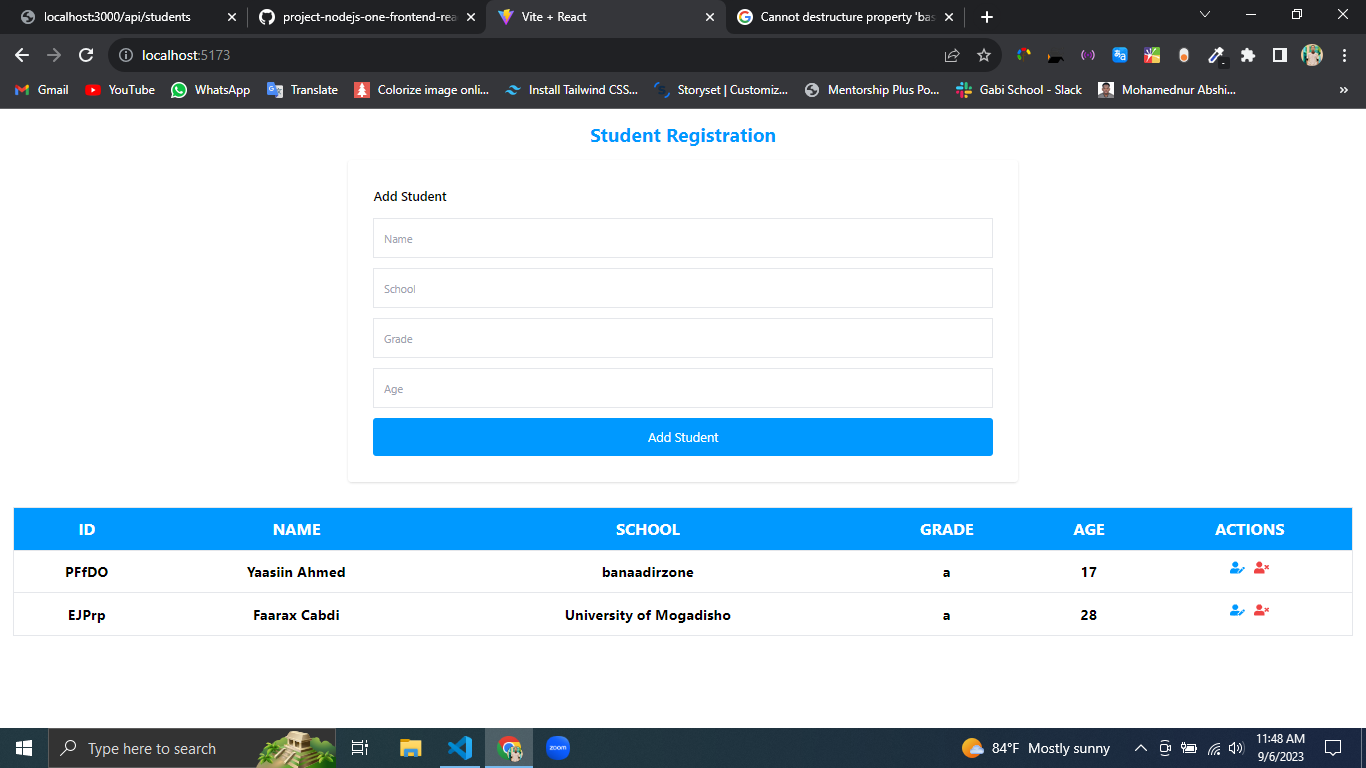 localhost:3000/api/students
project-nodejs-one-frontend-rea
Vite + React
Cannot destructure property 'bas
localhost:5173
Gmail
YouTube
WhatsApp
Translate
Colorize image onli...
Install Tailwind CSS...
Storyset | Customiz...
Mentorship Plus Po...
Gabi School - Slack
Mohamednur Abshi...
»
Student Registration
Add Student
Name
School
Grade
Age
Add Student
ID NAME SCHOOL GRADE AGE ACTIONS
PFfDO Yaasiin Ahmed banaadirzone a 17
EJPrp Faarax Cabdi University of Mogadisho a 28
Type here to search
zoom
84°F Mostly sunny
11:48 AM
9/6/2023